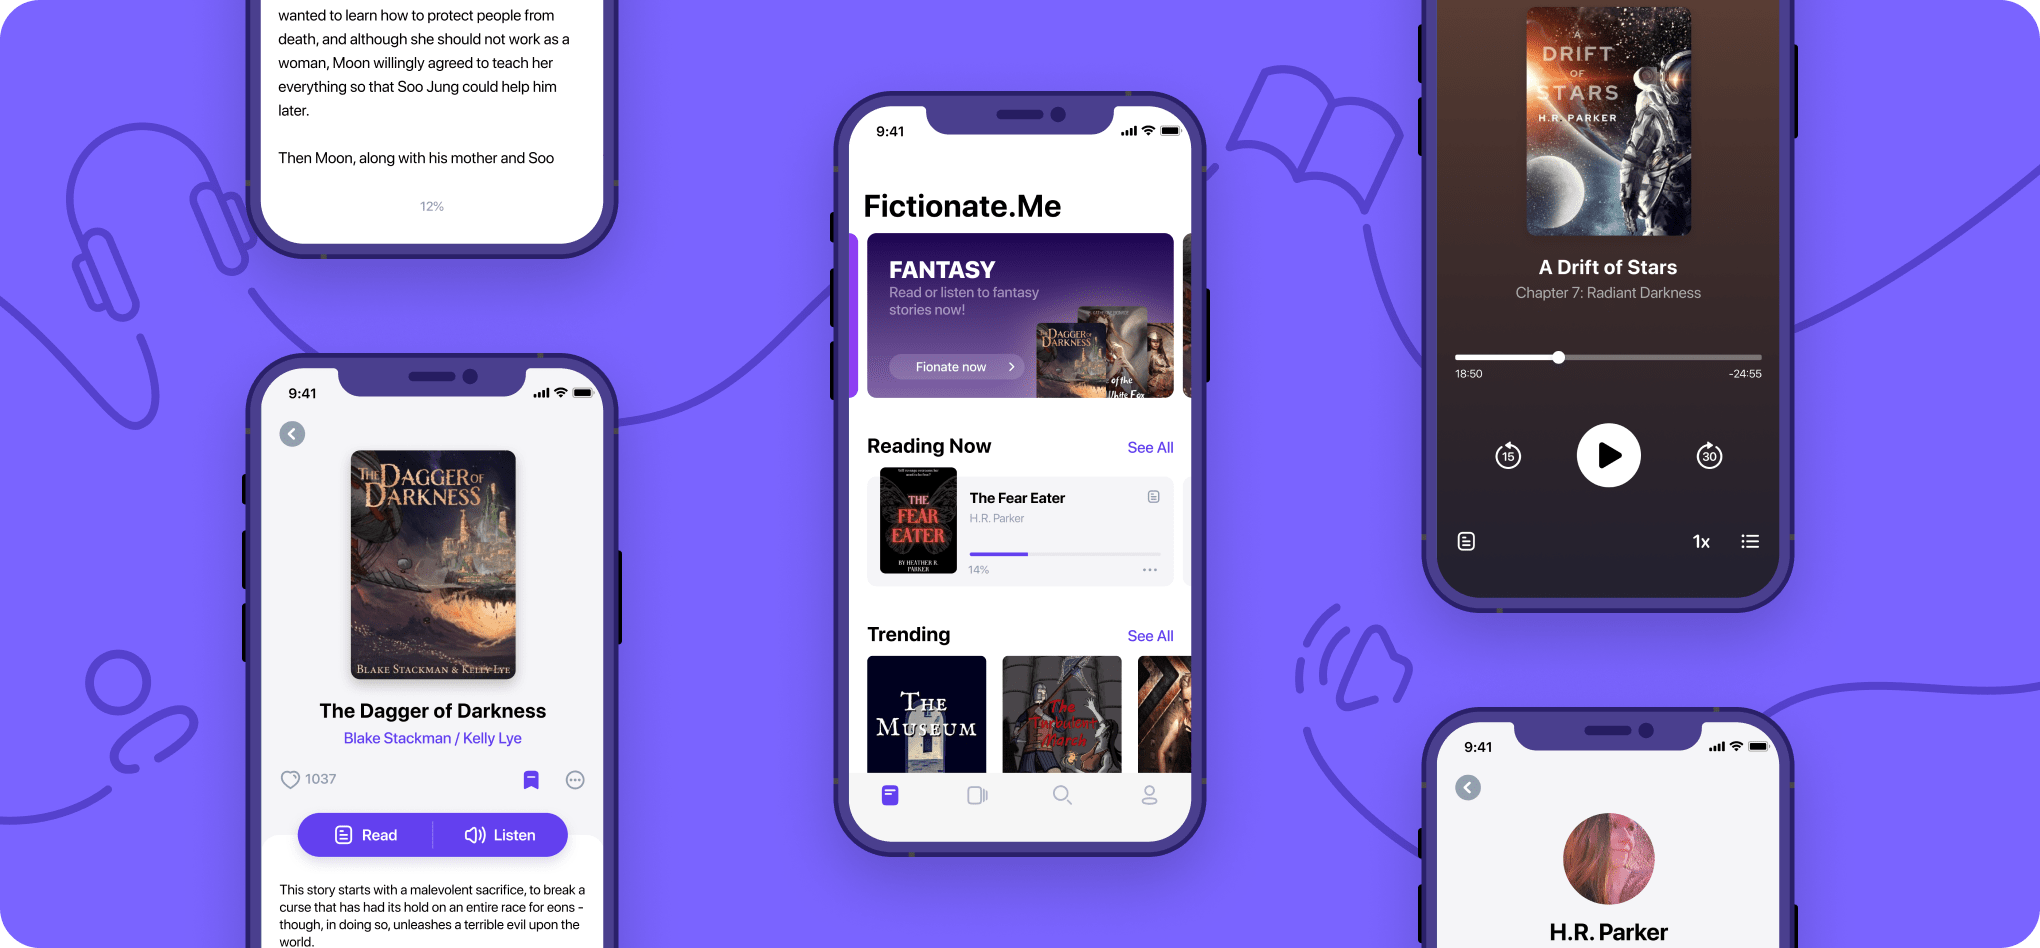 wanted to learn how to protect people from
death, and although she should not work as a
woman, Moon willingly agreed to teach her
everything so that Soo Jung could help him
later.
Then Moon, along with his mother and Soo
12%
9:41
THE DAGGER OF
DARKNESS
BLAKE STACKMAN & KELLY LYE
The Dagger of Darkness
Blake Stackman / Kelly Lye
1037
Read
Listen
This story starts with a malevolent sacrifice, to break a
curse that has had its hold on an entire race for eons -
though, in doing so, unleashes a terrible evil upon the
world.
9:41
Fictionate.Me
FANTASY
Read or listen to fantasy
stories now!
Fionate now
THE DAGGER OF
DARKNESS
of the
White Fox
Reading Now
See All
THE
FEAR
EATER
BY HEATHER R.
PARKER
The Fear Eater
H.R. Parker
14%
Trending
See All
THE
MUSEUM
The
Turbulent
March
A
DRIFT
OF
STARS
H.R. PARKER
A Drift of Stars
Chapter 7: Radiant Darkness
18:50
-24:55
15
30
1x
9:41
H.R. Parker